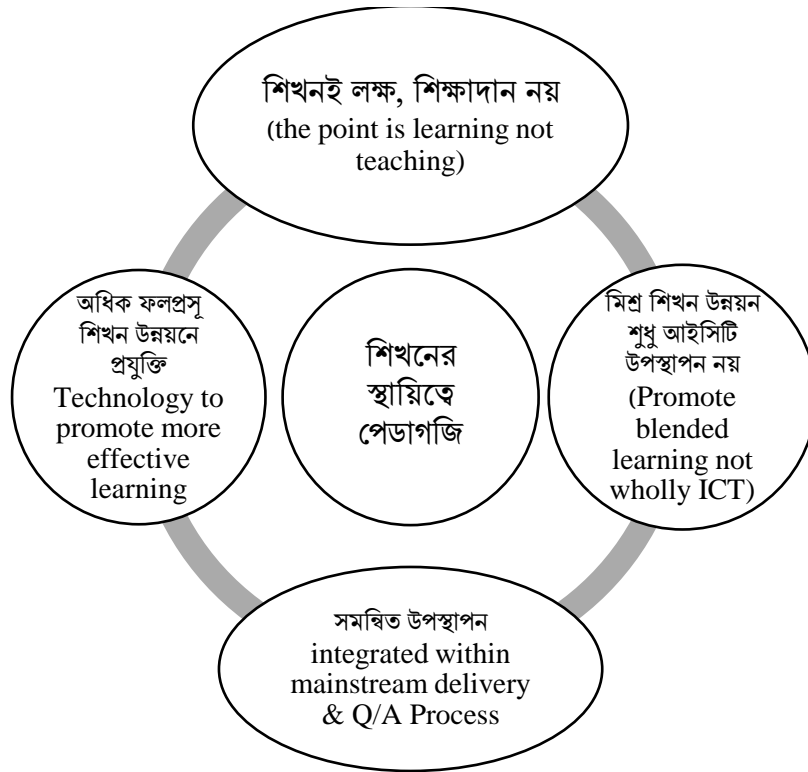 শিখনই লক্ষ, শিক্ষাদান নয়
(the point is learning not
teaching)
অধিক ফলপ্রসূ
শিখন উন্নয়নে
প্রযুক্তি
Technology to
promote more
effective
learning
শিখনের
স্থায়িত্বে
পেডাগজি
মিশ্র শিখন উন্নয়ন
শুধু আইসিটি
উপস্থাপন নয়
(Promote
blended
learning not
wholly ICT)
সমন্বিত উপস্থাপন
integrated within
mainstream delivery
& Q/A Process